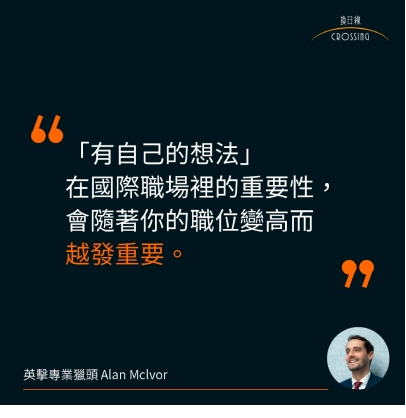 換日線
CROSSING
「有自己的想法」
在國際職場裡的重要性，
會隨著你的職位變高而
越發重要。
英擊專業獵頭 Alan McIvor